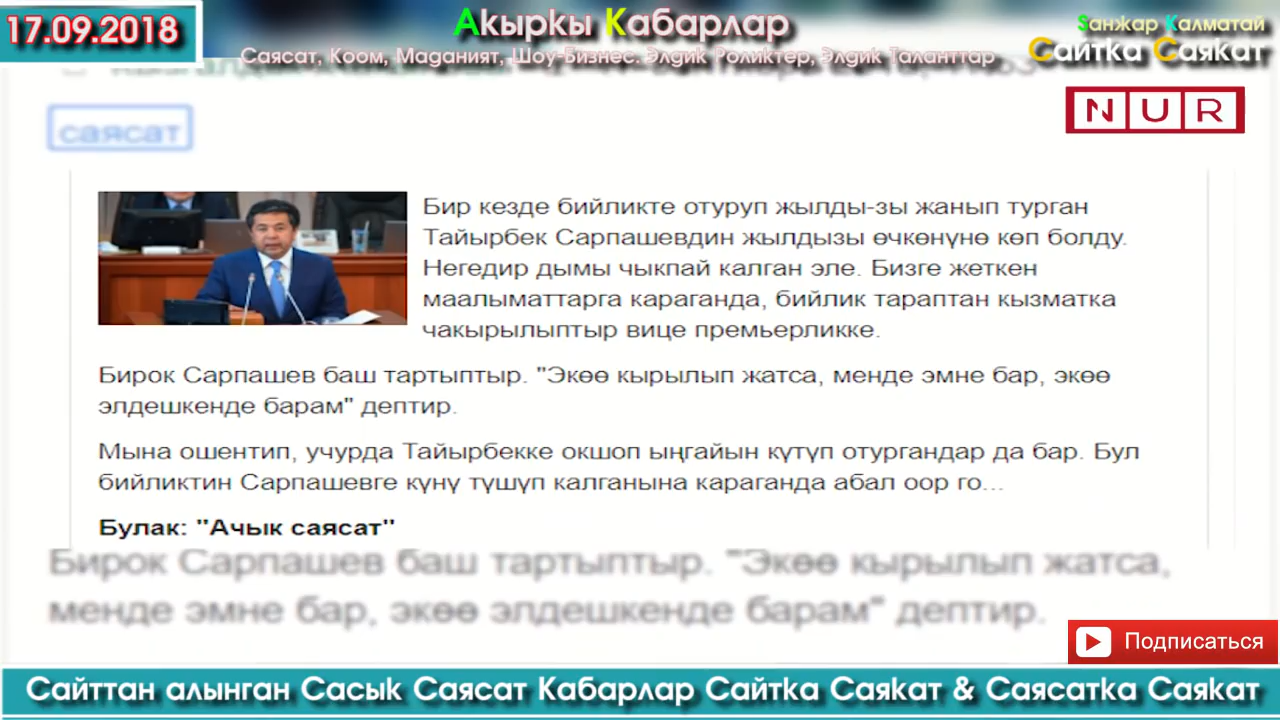 17.09.2018
Акыркы Кабарлар
Саясат, Коом, Маданият, Шоу-Бизнес. Элдик Роликтер, Элдик Таланттар
Sанжар Калматай
Сайтка Саякат
NUR
саясат
Бир кезде бийликте отуруп жылды-зы жанып турган
Тайырбек Сарпашевдин жылдызы өчкөнүнө көп болду.
Негедир дымы чыкпай калган эле. Бизге жеткен
маалыматтарга караганда, бийлик тараптан кызматка
чакырылыптыр вице премьерликке.
Бирок Сарпашев баш тартыптыр. "Экөө кырылып жатса, менде эмне бар, экөө
элдешкенде барам" дептир.
Мына ошентип, учурда Тайырбекке окшоп ыңгайын күтүп отургандар да бар. Бул
бийликтин Сарпашевге күнү түшүп калганына караганда абал оор го...
Булак: "Ачык саясат"
Бирок Сарпашев баш тартыптыр. "Экөө кырылып жатса,
менде эмне бар, экөө элдешкенде барам" дептир.
Подписаться
Сайттан алынган Сасык Саясат Кабарлар Сайтка Саякат & Саясатка Саякат